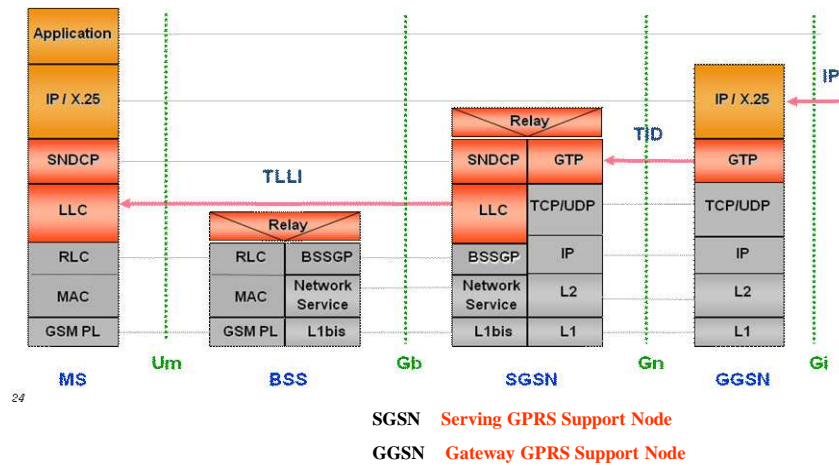 Application
IP / X.25
SNDCP
LLC
RLC
MAC
GSM PL
MS
Um
TLLI
Relay
RLC
BSSGP
MAC
Network
Service
GSM PL
L1bis
BSS
Gb
Relay
SNDCP
GTP
LLC
TCP/UDP
BSSGP
IP
Network
Service
L2
L1bis
L1
SGSN
TID
Gn
IP / X.25
GTP
TCP/UDP
IP
L2
L1
GGSN
IP
Gi
24
SGSN Serving GPRS Support Node
GGSN Gateway GPRS Support Node